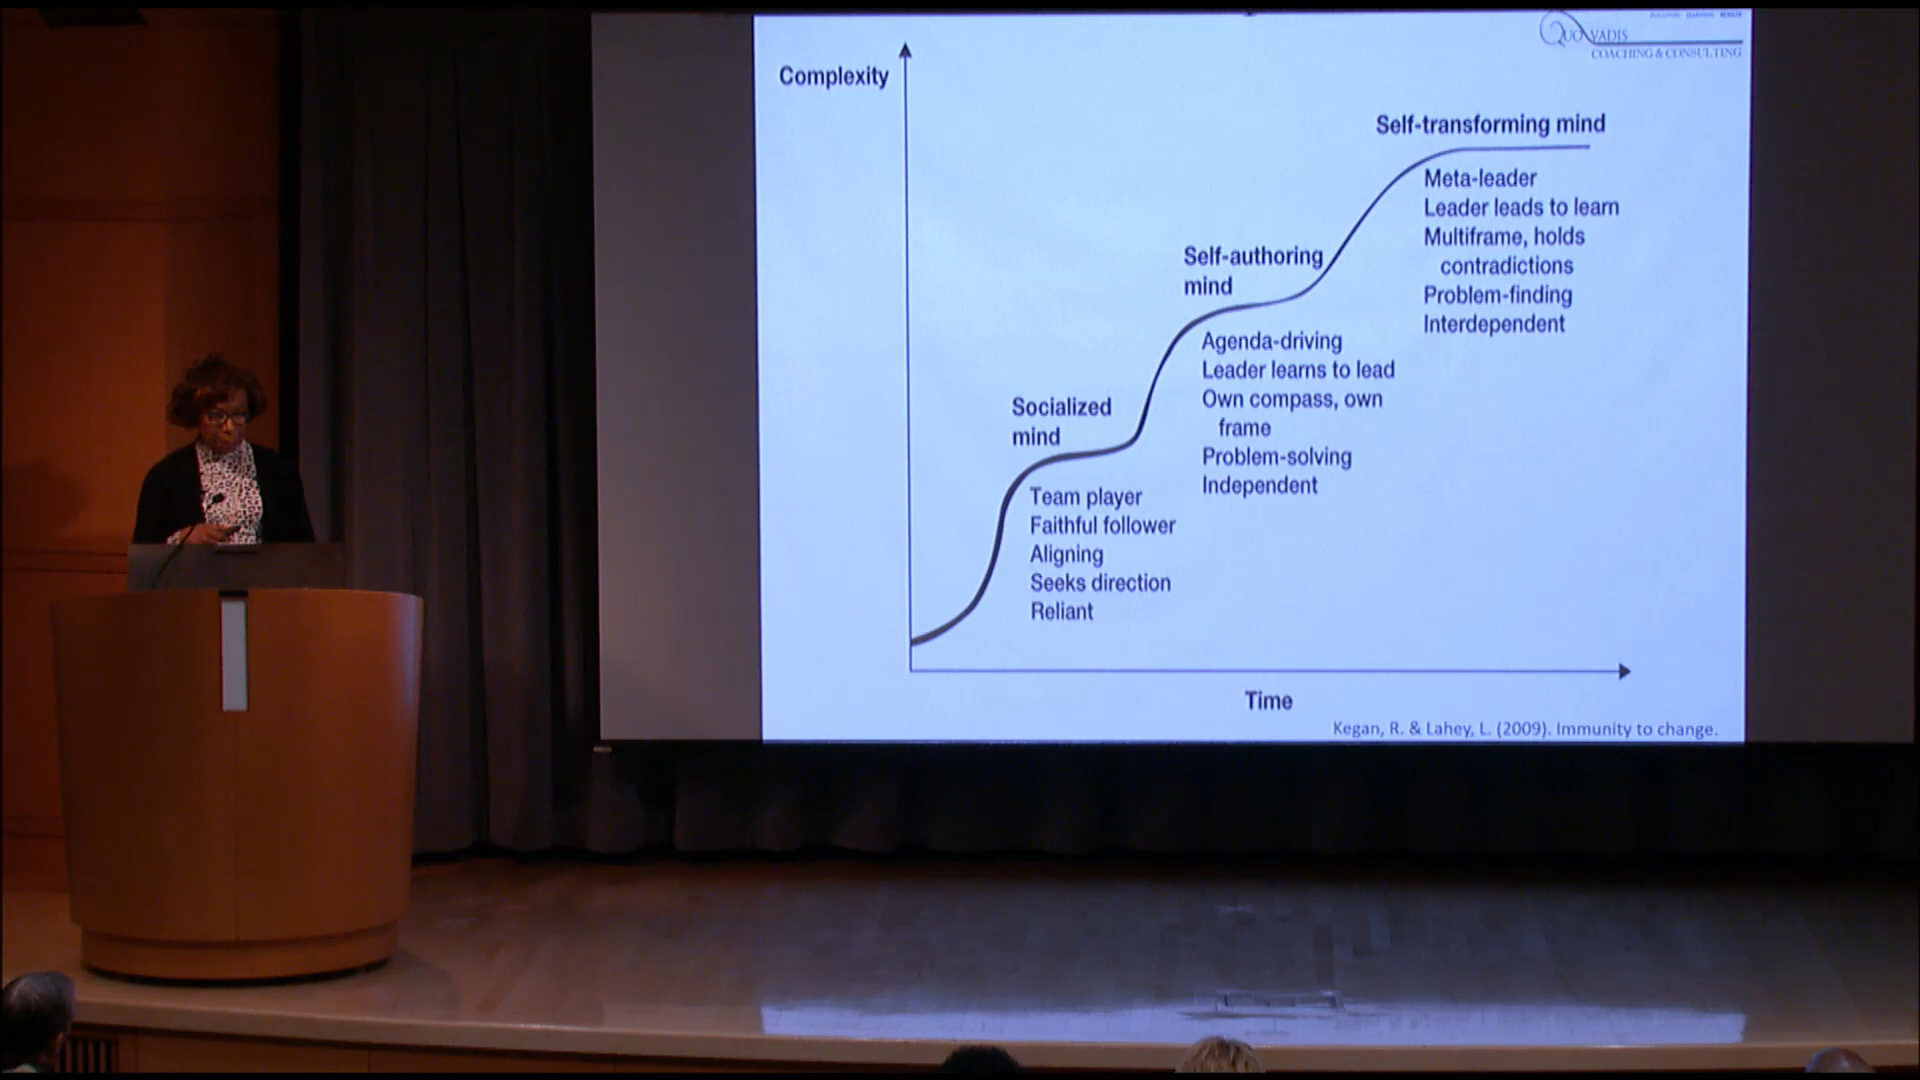 QUO VADIS
COACHING & CONSULTING
Complexity
Self-transforming mind
Meta-leader
Leader leads to learn
Multiframe, holds
contradictions
Problem-finding
Interdependent
Self-authoring
mind
Agenda-driving
Leader learns to lead
Own compass, own
frame
Problem-solving
Independent
Socialized
mind
Team player
Faithful follower
Aligning
Seeks direction
Reliant
Time
Kegan, R. & Lahey, L. (2009). Immunity to change.